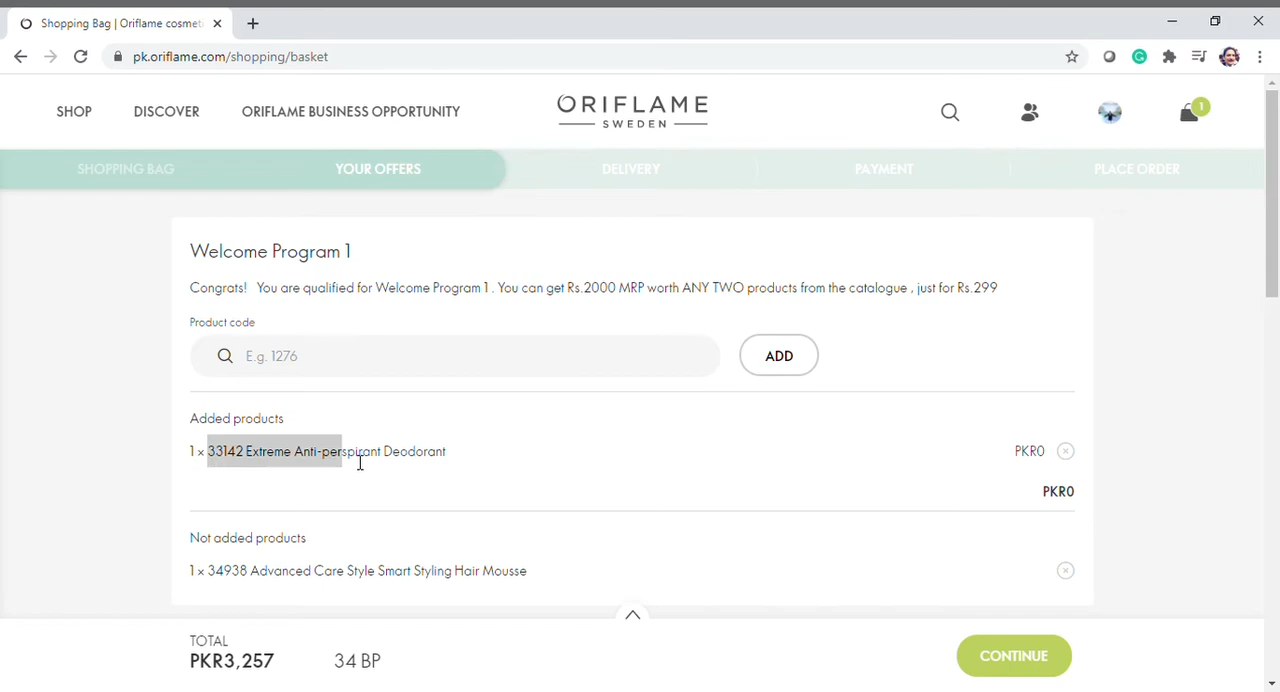 Shopping Bag | Oriflame cosmeti
pk.oriflame.com/shopping/basket
SHOP DISCOVER ORIFLAME BUSINESS OPPORTUNITY ORIFLAME 1
SWEDEN
SHOPPING BAG YOUR OFFERS DELIVERY PAYMENT PLACE ORDER
Welcome Program 1
Congrats! You are qualified for Welcome Program 1 . You can get Rs.2000 MRP worth ANY TWO products from the catalogue , just for Rs.299
Product code
E.g. 1276 ADD
Added products
1 × 33142 Extreme Anti-perspirant Deodorant PKR0
PKR0
Not added products
1 × 34938 Advanced Care Style Smart Styling Hair Mousse
TOTAL
PKR3,257 34 BP CONTINUE